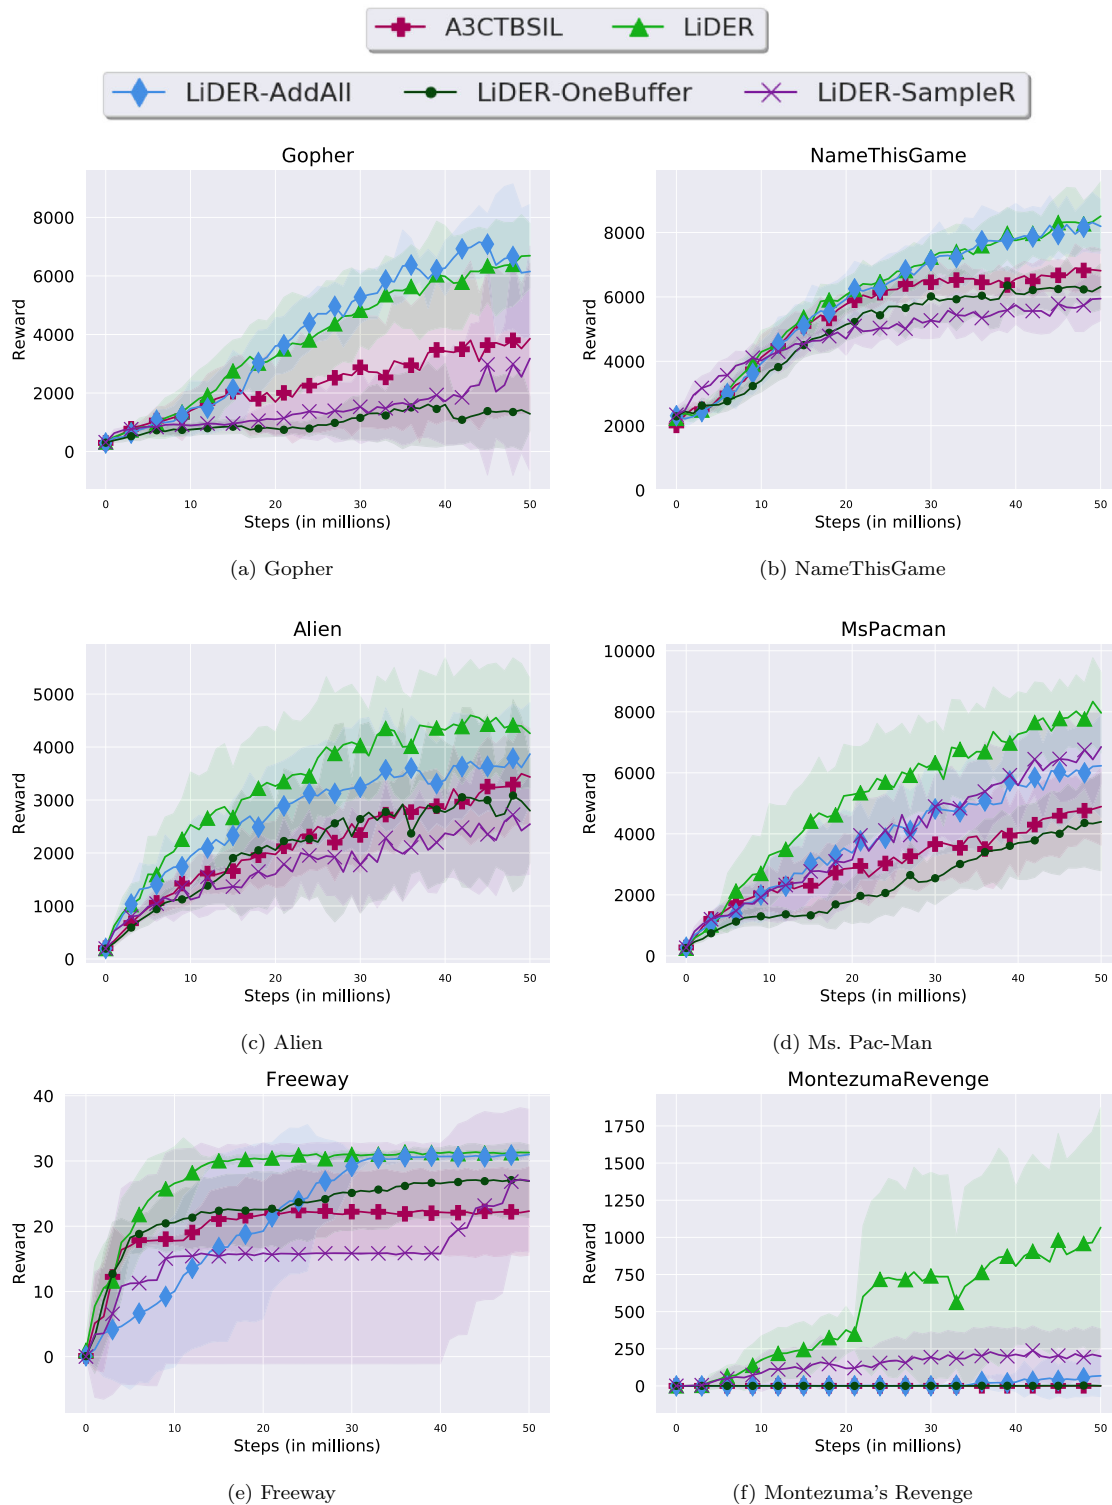 A3CTBSIL LiDER
LiDER-AddAll LiDER-OneBuffer LiDER-SampleR
Gopher
8000
6000
4000
2000
0
Reward
0 10 20 30 40 50
Steps (in millions)
(a) Gopher
NameThisGame
8000
6000
4000
2000
0
Reward
0 10 20 30 40 50
Steps (in millions)
(b) NameThisGame
Alien
5000
4000
3000
2000
1000
0
Reward
0 10 20 30 40 50
Steps (in millions)
(c) Alien
MsPacman
10000
8000
6000
4000
2000
0
Reward
0 10 20 30 40 50
Steps (in millions)
(d) Ms. Pac-Man
Freeway
40
30
20
10
0
Reward
0 10 20 30 40 50
Steps (in millions)
(e) Freeway
MontezumaRevenge
1750
1500
1250
1000
750
500
250
0
Reward
0 10 20 30 40 50
Steps (in millions)
(f) Montezuma's Revenge